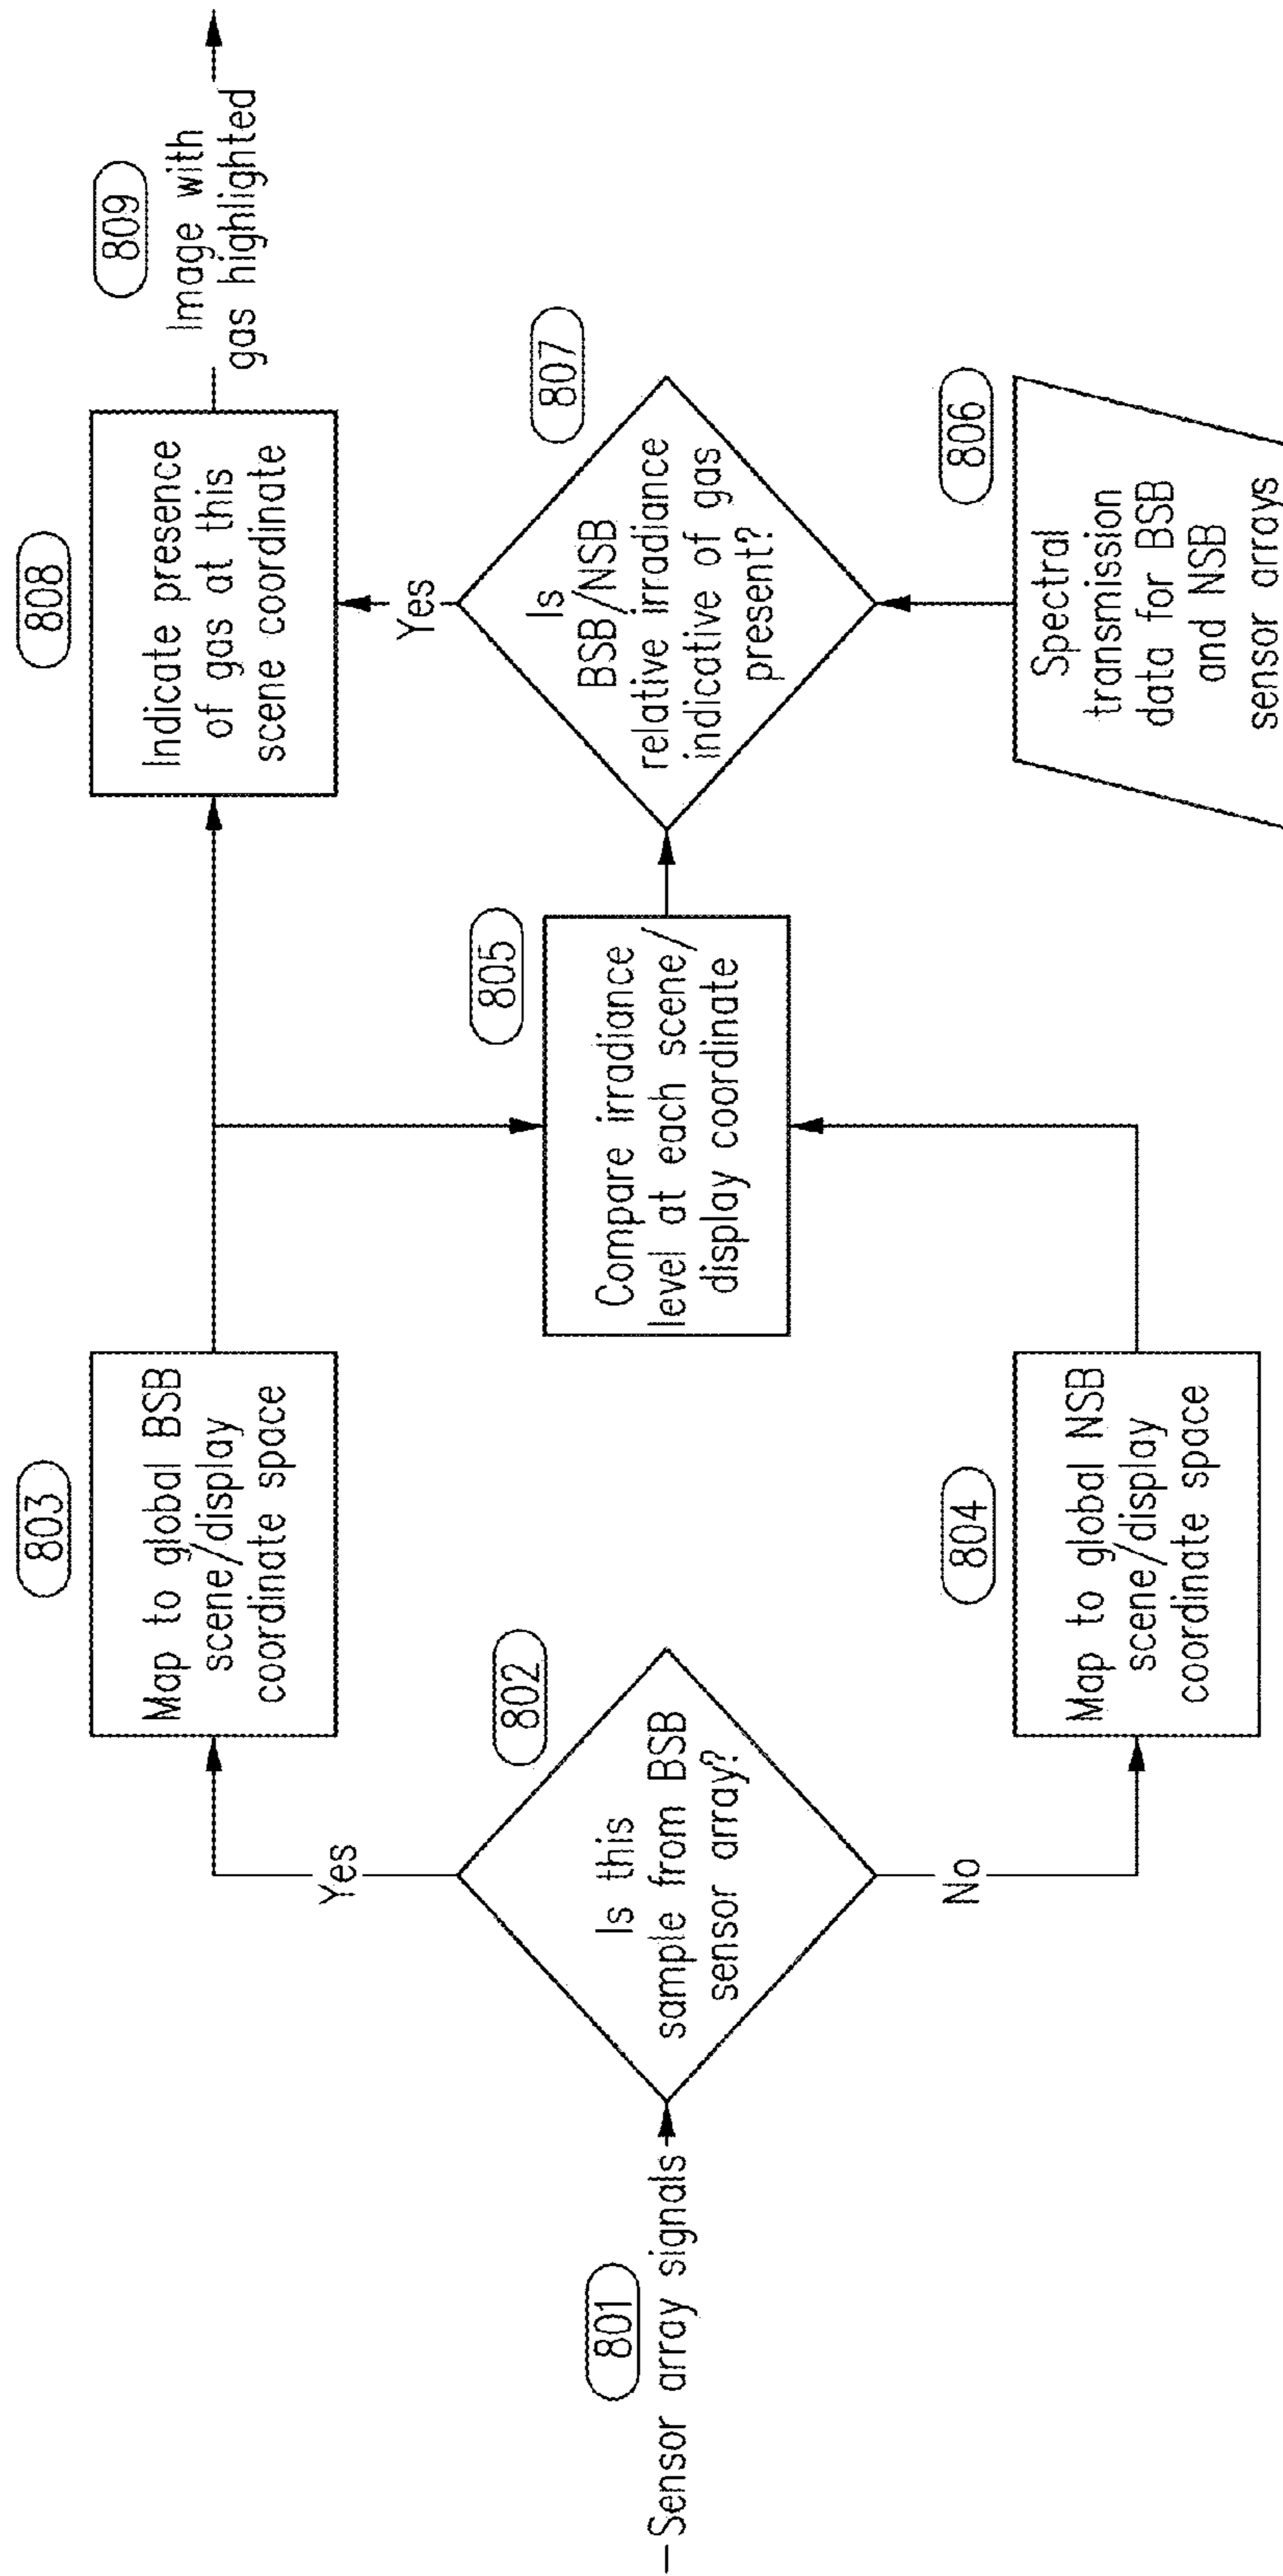 801
Sensor array signals
802
Is this
sample from BSB
sensor array?
Yes
No
803
Map to global BSB
scene/display
coordinate space
804
Map to global NSB
scene/display
coordinate space
805
Compare irradiance
level at each scene/
display coordinate
806
Spectral
transmission
data for BSB
and NSB
sensor arrays
807
Is
BSB/NSB
relative irradiance
indicative of gas
present?
Yes
808
Indicate presence
of gas at this
scene coordinate
809
Image with
gas highlighted